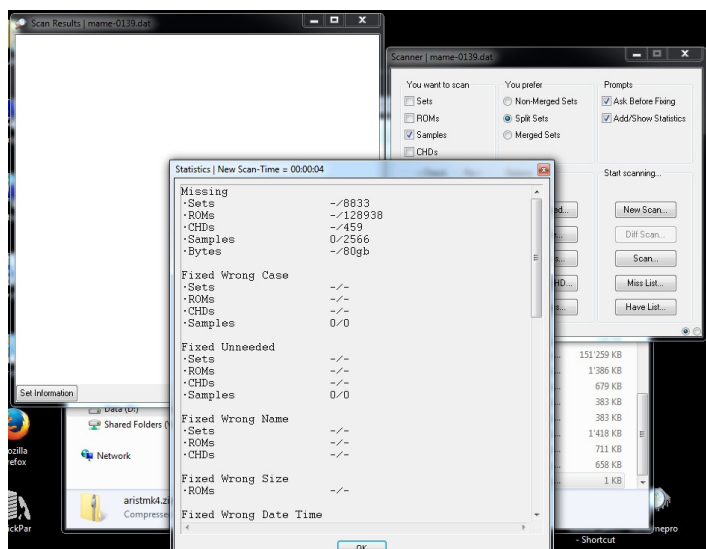 Scan Results | mame-0139.dat
Scanner | mame-0139.dat
You want to scan
Sets
ROMs
Samples
CHDs
You prefer
Non-Merged Sets
Split Sets
Merged Sets
Prompts
Ask Before Fixing
Add/Show Statistics
Start scanning...
New Scan...
Diff Scan...
Scan...
Miss List...
Have List...
Statistics | New Scan-Time = 00:00:04
Missing
·Sets -/8833
·ROMs -/128938
·CHDs -/459
·Samples 0/2566
·Bytes -/80gb
Fixed Wrong Case
·Sets -/-
·ROMs -/-
·CHDs -/-
·Samples 0/0
Fixed Unneeded
·Sets -/-
·ROMs -/-
·CHDs -/-
·Samples 0/0
Fixed Wrong Name
·Sets -/-
·ROMs -/-
·CHDs -/-
Fixed Wrong Size
·ROMs -/-
Fixed Wrong Date Time
OK
Set Information
Data (D:)
Shared Folders (
Network
aristmk4.zi
Compresse
151'259 KB
1'386 KB
679 KB
383 KB
383 KB
1'418 KB
711 KB
658 KB
1 KB
ozilla
refox
ickPar
nepro
- Shortcut